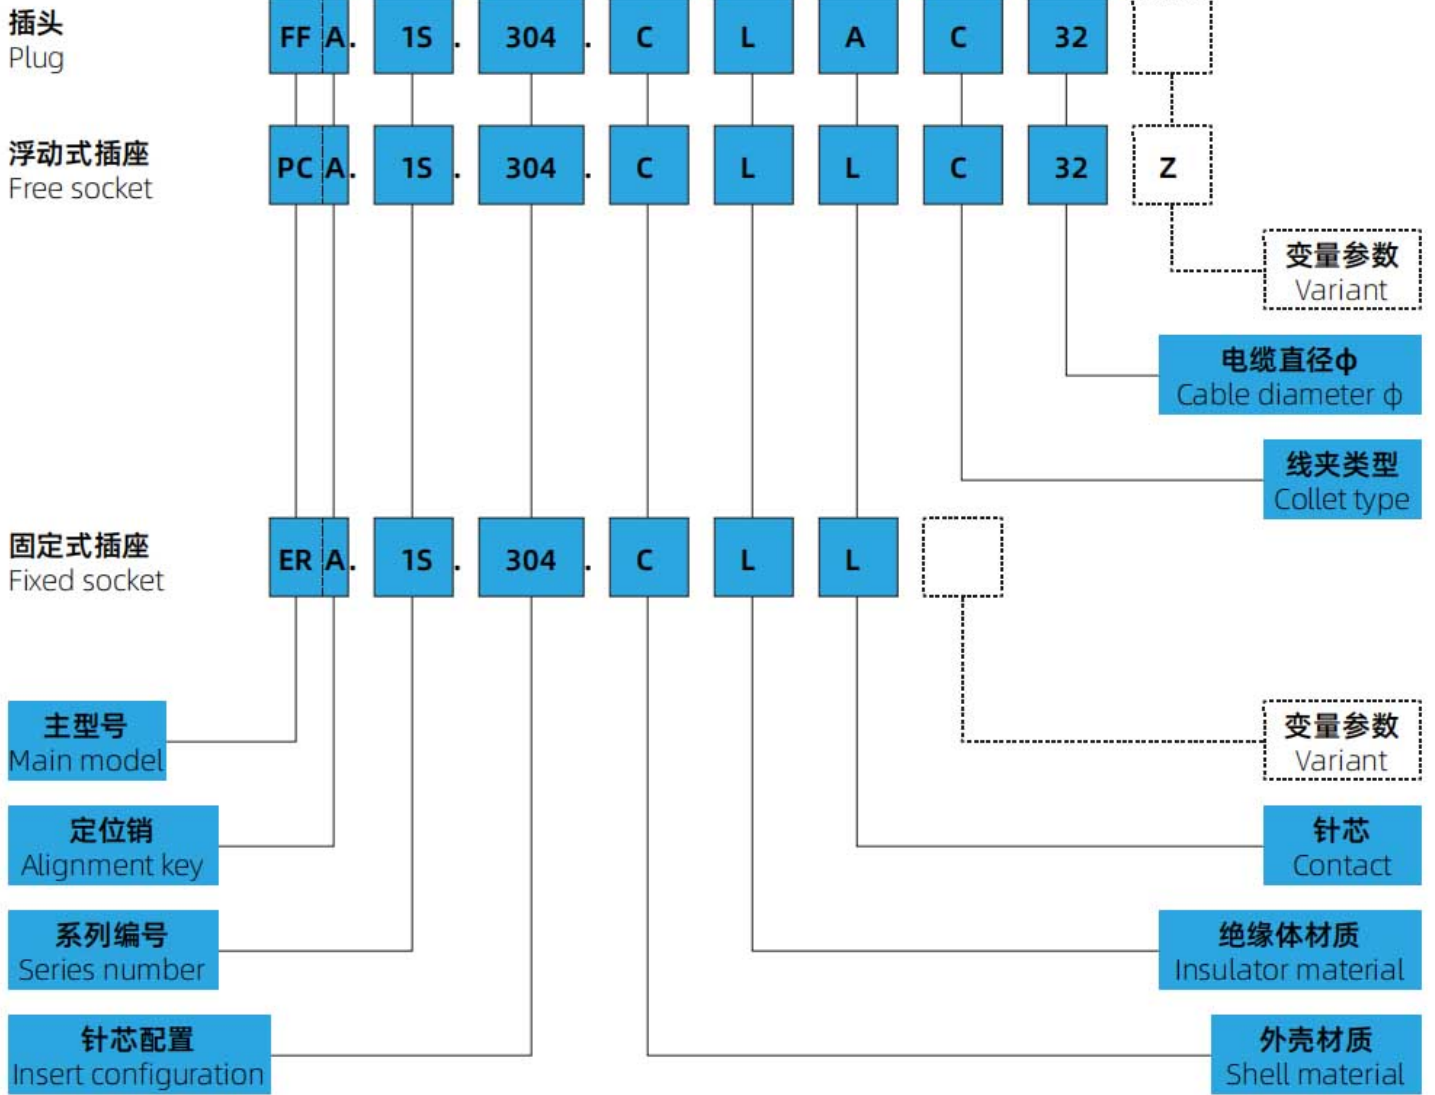 插头
Plug
FF A. 1S . 304 . C L A C 32
浮动式插座
Free socket
PC A. 1S . 304 . C L L C 32 Z
变量参数
Variant
电缆直径ф
Cable diameter ф
线夹类型
Collet type
固定式插座
Fixed socket
ER A. 1S . 304 . C L L
主型号
Main model
变量参数
Variant
定位销
Alignment key
针芯
Contact
系列编号
Series number
绝缘体材质
Insulator material
针芯配置
Insert configuration
外壳材质
Shell material